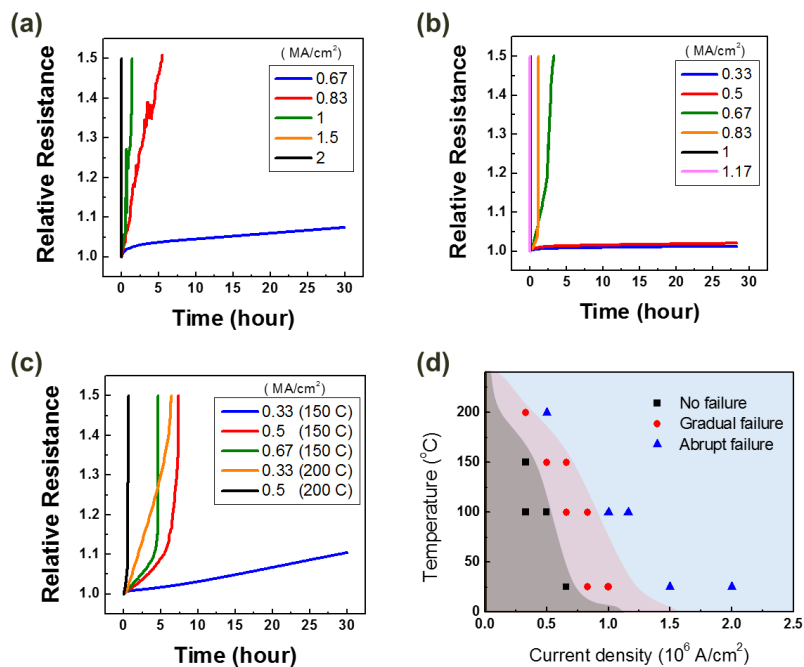 (a)
( MA/cm²)
0.67
0.83
1
1.5
2
1.5
1.4
1.3
1.2
1.1
1.0
Relative Resistance
0 5 10 15 20 25 30
Time (hour)
(b)
( MA/cm²)
0.33
0.5
0.67
0.83
1
1.17
1.5
1.4
1.3
1.2
1.1
1.0
Relative Resistance
0 5 10 15 20 25 30
Time (hour)
(c)
( MA/cm²)
0.33 (150 C)
0.5 (150 C)
0.67 (150 C)
0.33 (200 C)
0.5 (200 C)
1.5
1.4
1.3
1.2
1.1
1.0
Relative Resistance
0 5 10 15 20 25 30
Time (hour)
(d)
No failure
Gradual failure
Abrupt failure
200
150
100
50
0
Temperature (°C)
0.0 0.5 1.0 1.5 2.0 2.5
Current density (10⁶ A/cm²)